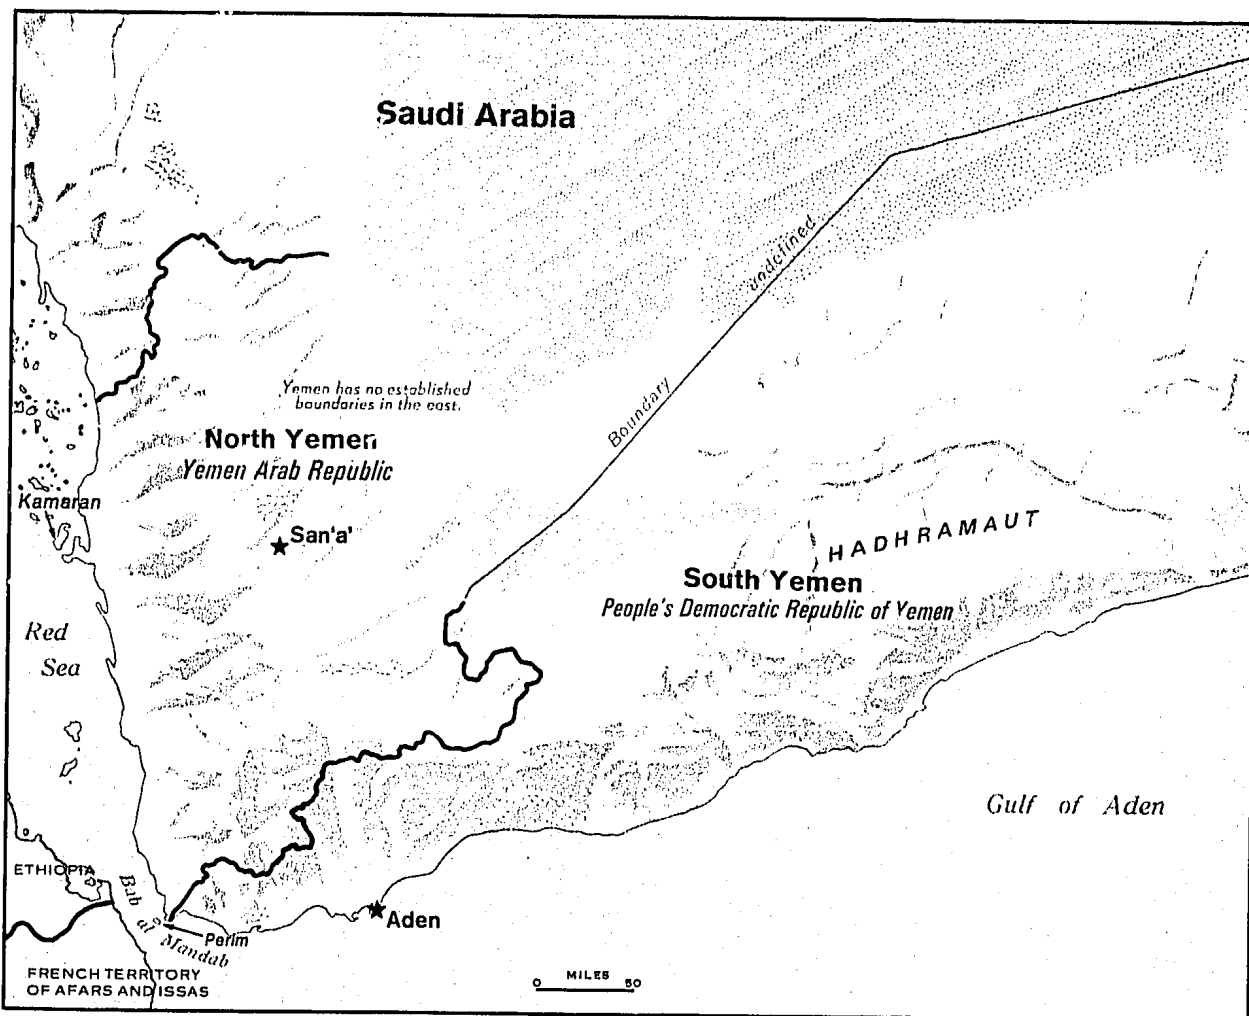 Saudi Arabia
Boundary undefined
Yemen has no established
boundaries in the east.
North Yemen
Yemen Arab Republic
Kamaran
San'a'
HADHRAMAUT
South Yemen
People's Democratic Republic of Yemen
Red
Sea
Gulf of Aden
ETHIOPIA
Bab al Mandab
Perim
Aden
FRENCH TERRITORY
OF AFARS AND ISSAS
MILES
0 50